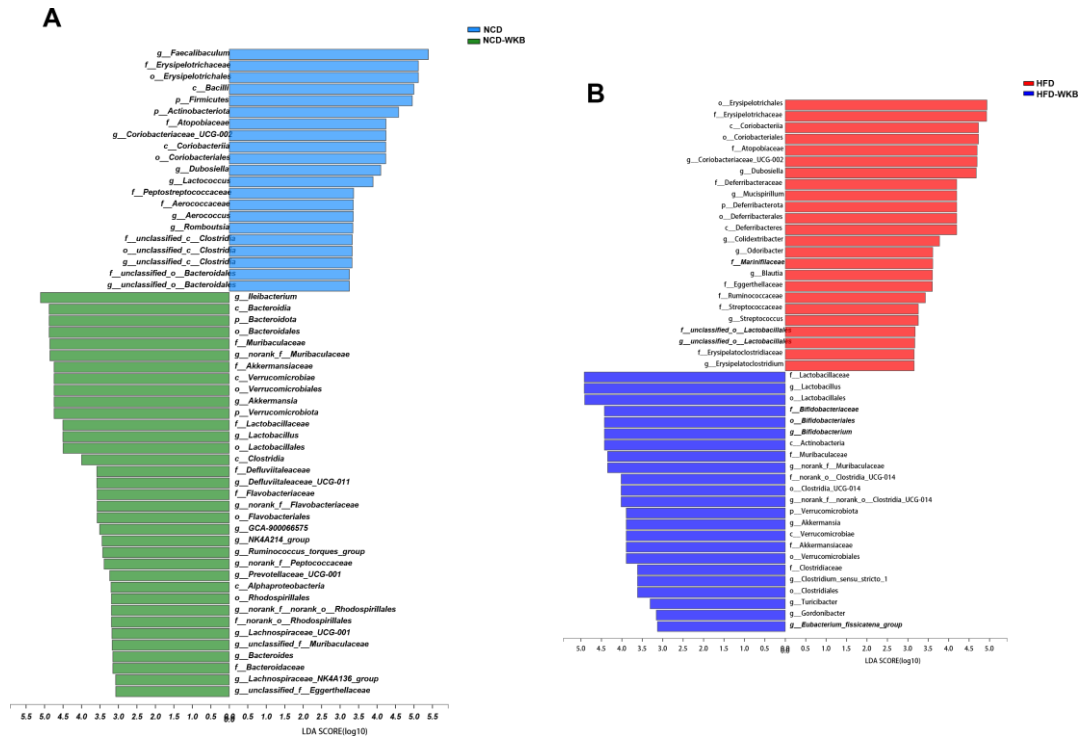 A
NCD
NCD-WKB
g__Faecalibaculum
f__Erysipelotrichaceae
o__Erysipelotrichales
c__Bacilli
p__Firmicutes
p__Actinobacteriota
f__Atopobiaceae
g__Coriobacteriaceae_UCG-002
c__Coriobacteriia
o__Coriobacteriales
g__Dubosiella
g__Lactococcus
f__Peptostreptococcaceae
f__Aerococcaceae
g__Aerococcus
g__Romboutsia
f__unclassified_c__Clostridia
o__unclassified_c__Clostridia
g__unclassified_c__Clostridia
f__unclassified_o__Bacteroidales
g__unclassified_o__Bacteroidales
g__Ileibacterium
c__Bacteroidia
p__Bacteroidota
o__Bacteroidales
f__Muribaculaceae
g__norank_f__Muribaculaceae
f__Akkermansiaceae
c__Verrucomicrobiae
o__Verrucomicrobiales
g__Akkermansia
p__Verrucomicrobiota
f__Lactobacillaceae
g__Lactobacillus
o__Lactobacillales
c__Clostridia
f__Defluviitaleaceae
g__Defluviitaleaceae_UCG-011
f__Flavobacteriaceae
g__norank_f__Flavobacteriaceae
o__Flavobacteriales
g__GCA-900066575
g__NK4A214_group
g__Ruminococcus_torques_group
g__norank_f__Peptococcaceae
g__Prevotellaceae_UCG-001
c__Alphaproteobacteria
o__Rhodospirillales
g__norank_f__norank_o__Rhodospirillales
f__norank_o__Rhodospirillales
g__Lachnospiraceae_UCG-001
g__unclassified_f__Muribaculaceae
g__Bacteroides
f__Bacteroidaceae
g__Lachnospiraceae_NK4A136_group
g__unclassified_f__Eggerthellaceae
5.5 5.0 4.5 4.0 3.5 3.0 2.5 2.0 1.5 1.0 0.5 0.0 0.5 1.0 1.5 2.0 2.5 3.0 3.5 4.0 4.5 5.0 5.5
LDA SCORE(log10)
B
HFD
HFD-WKB
o__Erysipelotrichales
f__Erysipelotrichaceae
c__Coriobacteriia
o__Coriobacteriales
f__Atopobiaceae
g__Coriobacteriaceae_UCG-002
g__Dubosiella
f__Deferribacteraceae
g__Mucispirillum
p__Deferribacterota
o__Deferribacterales
c__Deferribacteres
g__Colidextribacter
g__Odoribacter
f__Marinifilaceae
g__Blautia
f__Eggerthellaceae
f__Ruminococcaceae
f__Streptococcaceae
g__Streptococcus
f__unclassified_o__Lactobacillales
g__unclassified_o__Lactobacillales
f__Erysipelatoclostridiaceae
g__Erysipelatoclostridium
f__Lactobacillaceae
g__Lactobacillus
o__Lactobacillales
f__Bifidobacteriaceae
o__Bifidobacteriales
g__Bifidobacterium
c__Actinobacteria
f__Muribaculaceae
g__norank_f__Muribaculaceae
f__norank_o__Clostridia_UCG-014
o__Clostridia_UCG-014
g__norank_f__norank_o__Clostridia_UCG-014
p__Verrucomicrobiota
g__Akkermansia
c__Verrucomicrobiae
f__Akkermansiaceae
o__Verrucomicrobiales
f__Clostridiaceae
g__Clostridium_sensu_stricto_1
o__Clostridiales
g__Turicibacter
g__Gordonibacter
g__Eubacterium_fissicatena_group
5.0 4.5 4.0 3.5 3.0 2.5 2.0 1.5 1.0 0.5 0.0 0.5 1.0 1.5 2.0 2.5 3.0 3.5 4.0 4.5 5.0
LDA SCORE(log10)